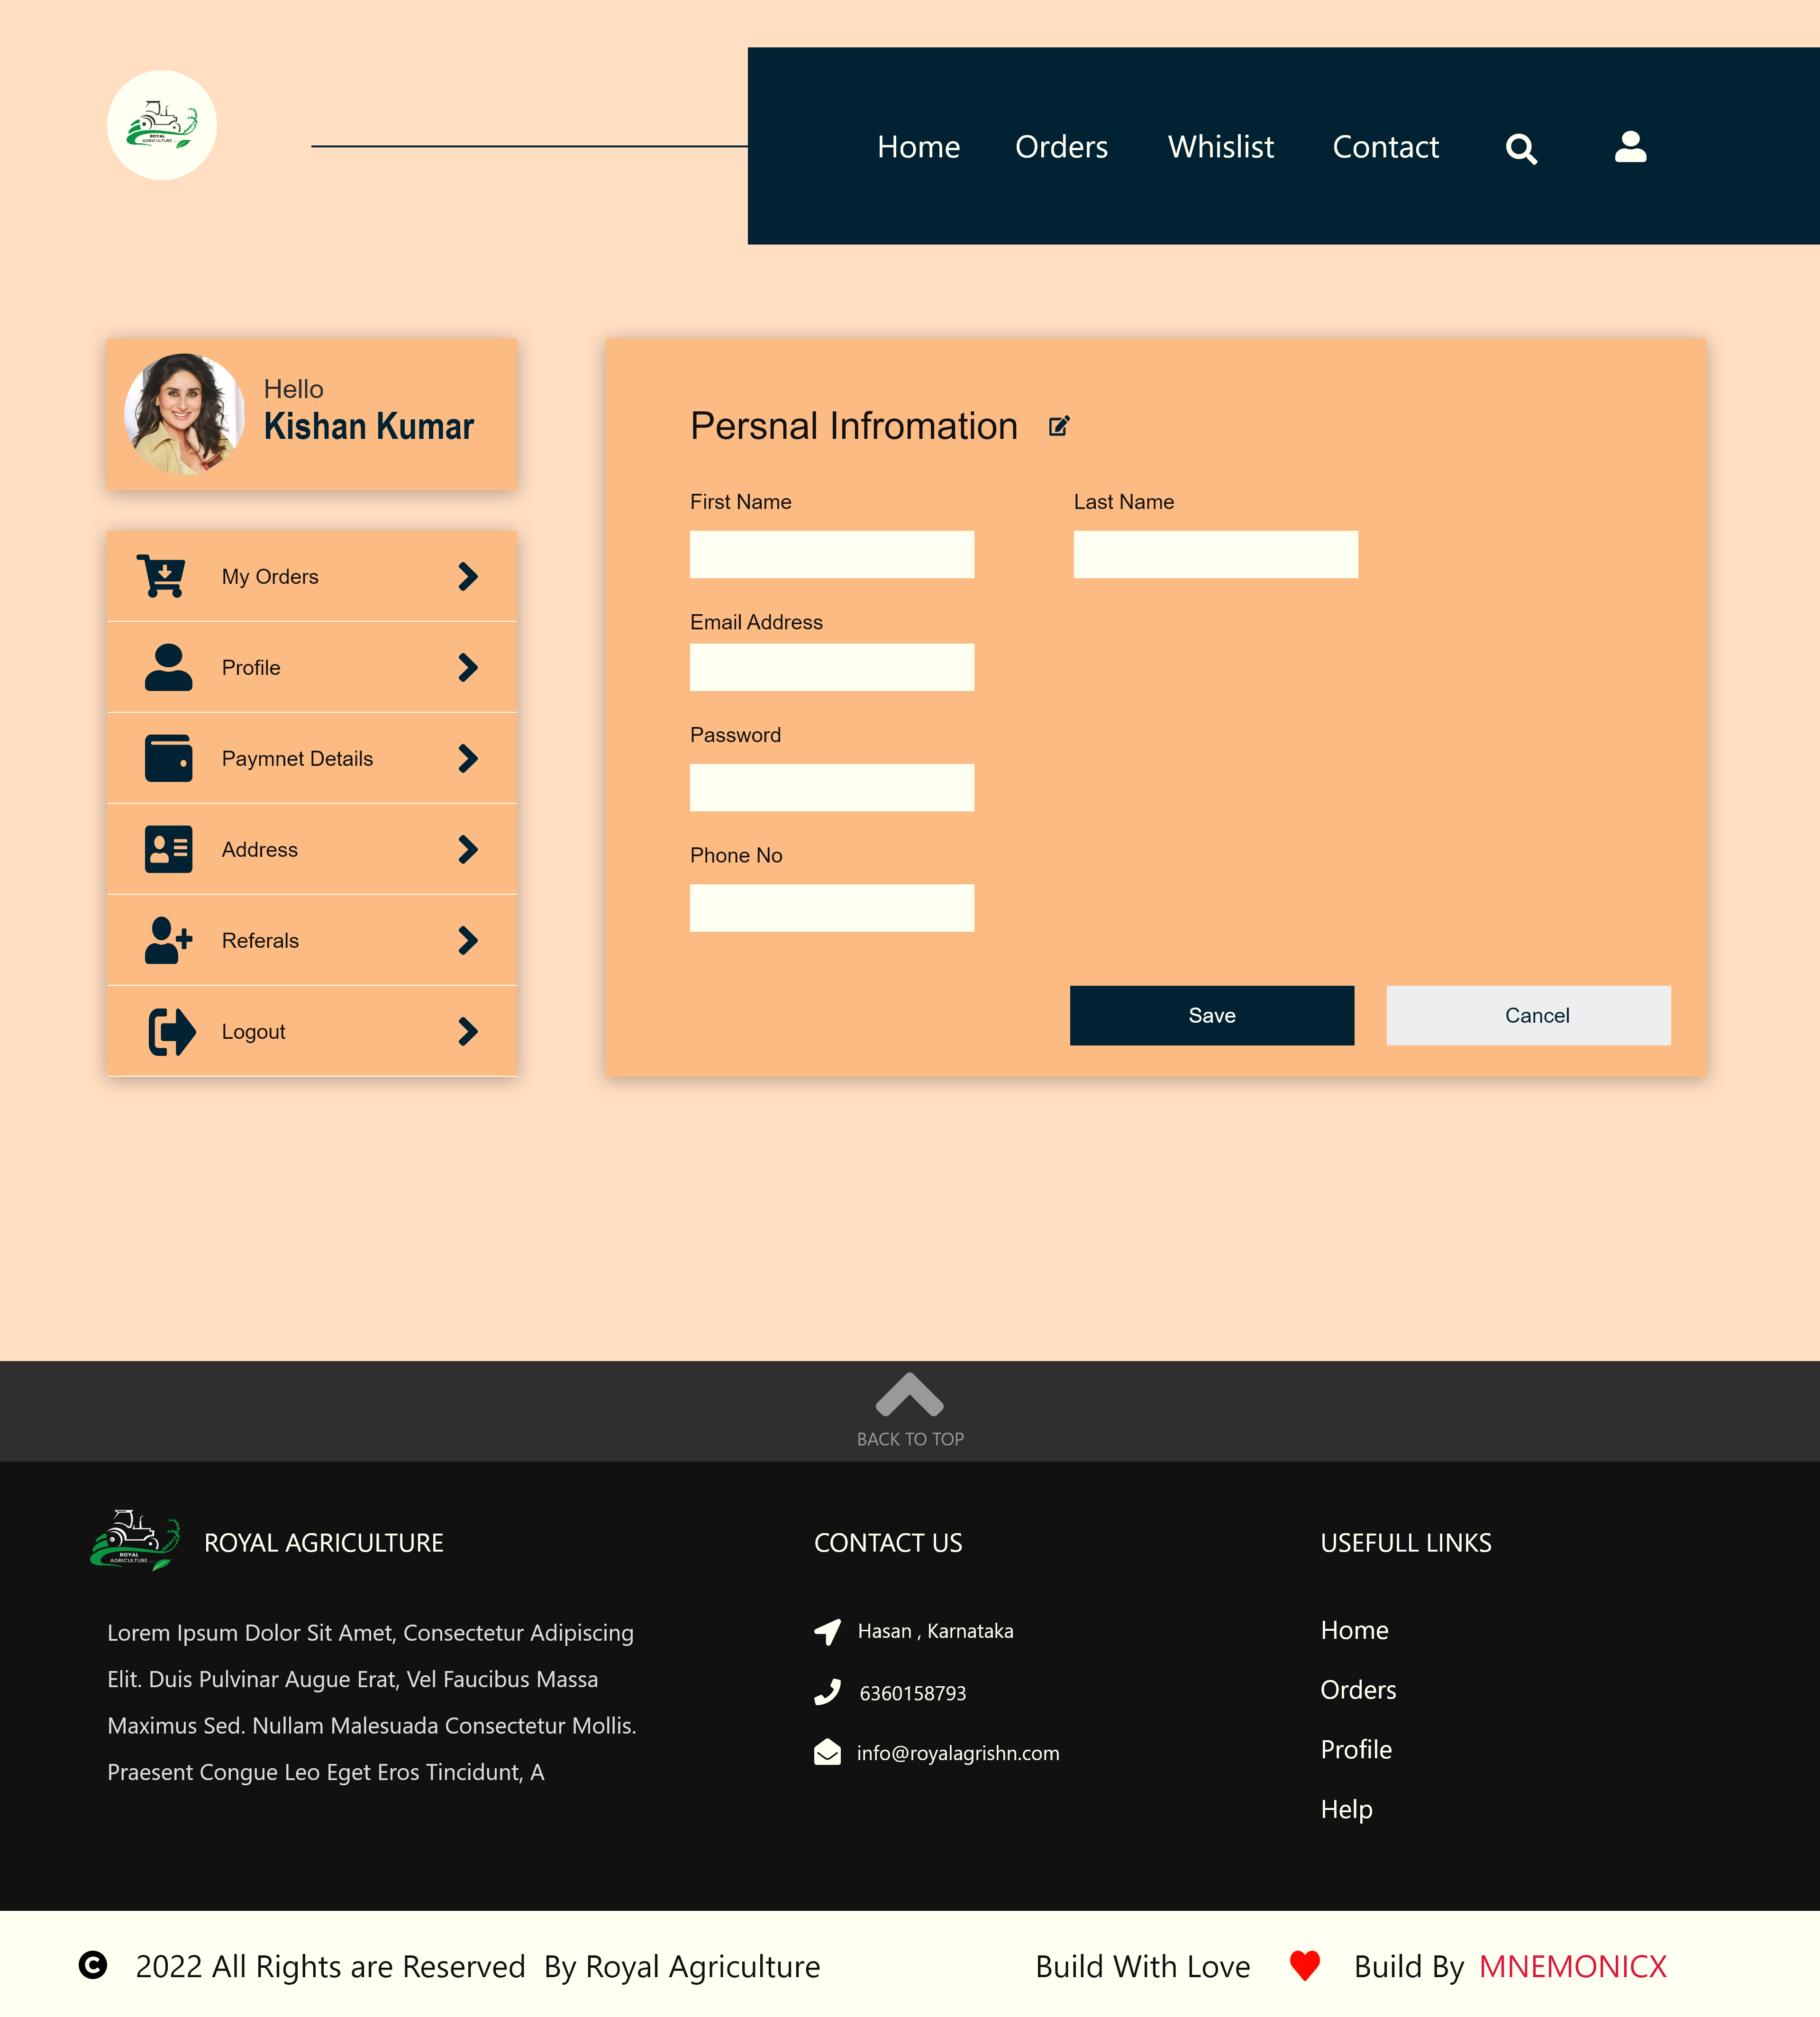 ROYAL
AGRICULTURE
Home Orders Whislist Contact
Hello
Kishan Kumar
My Orders
Profile
Paymnet Details
Address
Referals
Logout
Persnal Infromation
First Name Last Name
Email Address
Password
Phone No
Save Cancel
BACK TO TOP
ROYAL
AGRICULTURE
ROYAL AGRICULTURE
Lorem Ipsum Dolor Sit Amet, Consectetur Adipiscing
Elit. Duis Pulvinar Augue Erat, Vel Faucibus Massa
Maximus Sed. Nullam Malesuada Consectetur Mollis.
Praesent Congue Leo Eget Eros Tincidunt, A
CONTACT US
Hasan , Karnataka
6360158793
info@royalagrishn.com
USEFULL LINKS
Home
Orders
Profile
Help
© 2022 All Rights are Reserved By Royal Agriculture
Build With Love Build By MNEMONICX